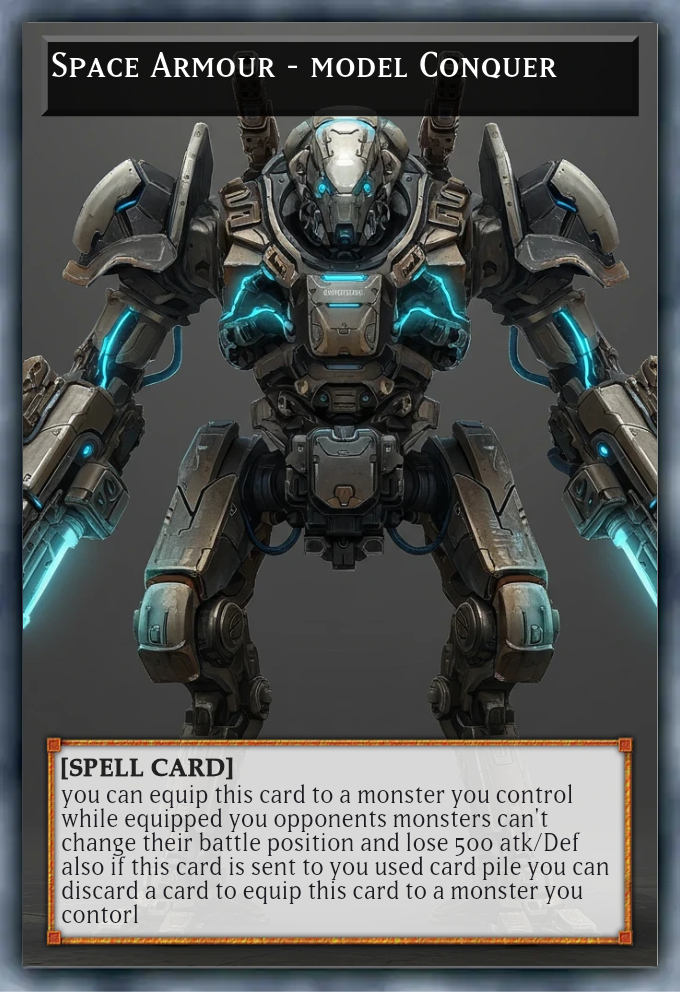 Space Armour - model Conquer
[SPELL CARD]
you can equip this card to a monster you control
while equipped you opponents monsters can't
change their battle position and lose 500 atk/Def
also if this card is sent to you used card pile you can
discard a card to equip this card to a monster you
contorl